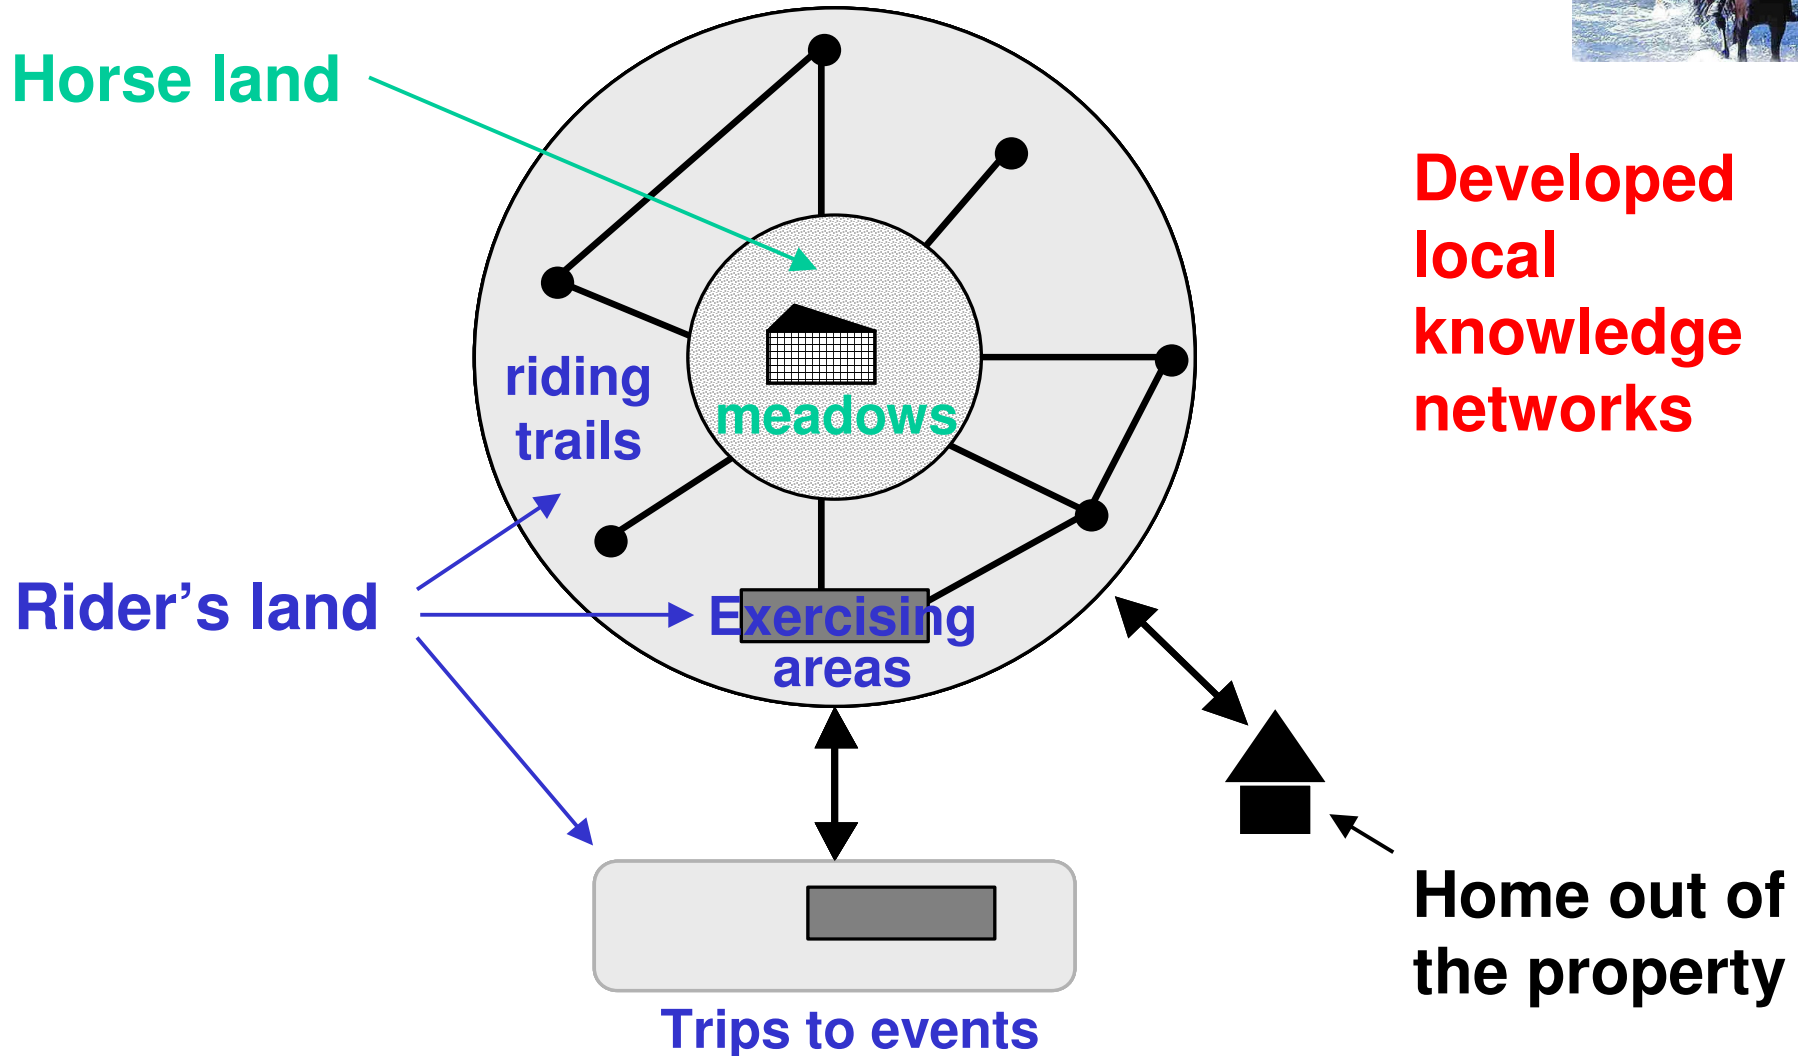 Horse land
Developed
local
knowledge
networks
riding
trails
meadows
Rider’s land
Exercising
areas
Home out of
the property
Trips to events